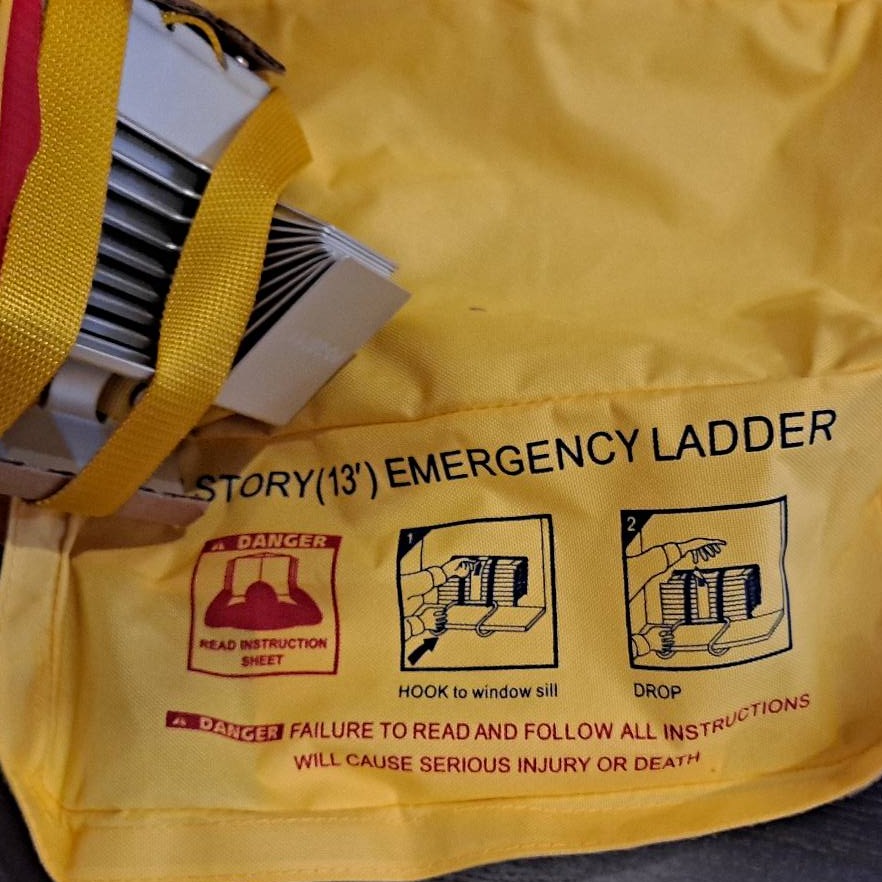 STORY(13') EMERGENCY LADDER
DANGER
READ INSTRUCTION
SHEET
1
HOOK to window sill
2
DROP
DANGER FAILURE TO READ AND FOLLOW ALL INSTRUCTIONS
WILL CAUSE SERIOUS INJURY OR DEATH